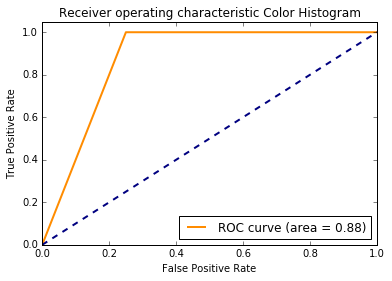 Receiver operating characteristic Color Histogram
True Positive Rate
1.0
0.8
0.6
0.4
0.2
0.0
ROC curve (area = 0.88)
0.0 0.2 0.4 0.6 0.8 1.0
False Positive Rate